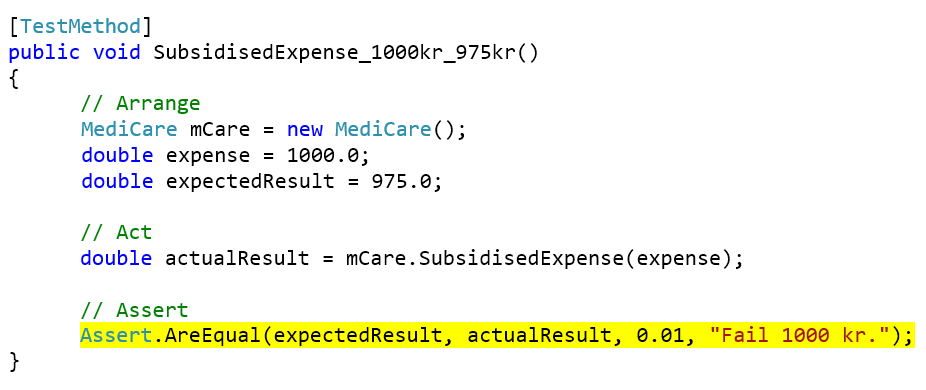 [TestMethod]
public void SubsidisedExpense_1000kr_975kr()
{
// Arrange
MediCare mCare = new MediCare();
double expense = 1000.0;
double expectedResult = 975.0;
// Act
double actualResult = mCare.SubsidisedExpense(expense);
// Assert
Assert.AreEqual(expectedResult, actualResult, 0.01, "Fail 1000 kr.");
}